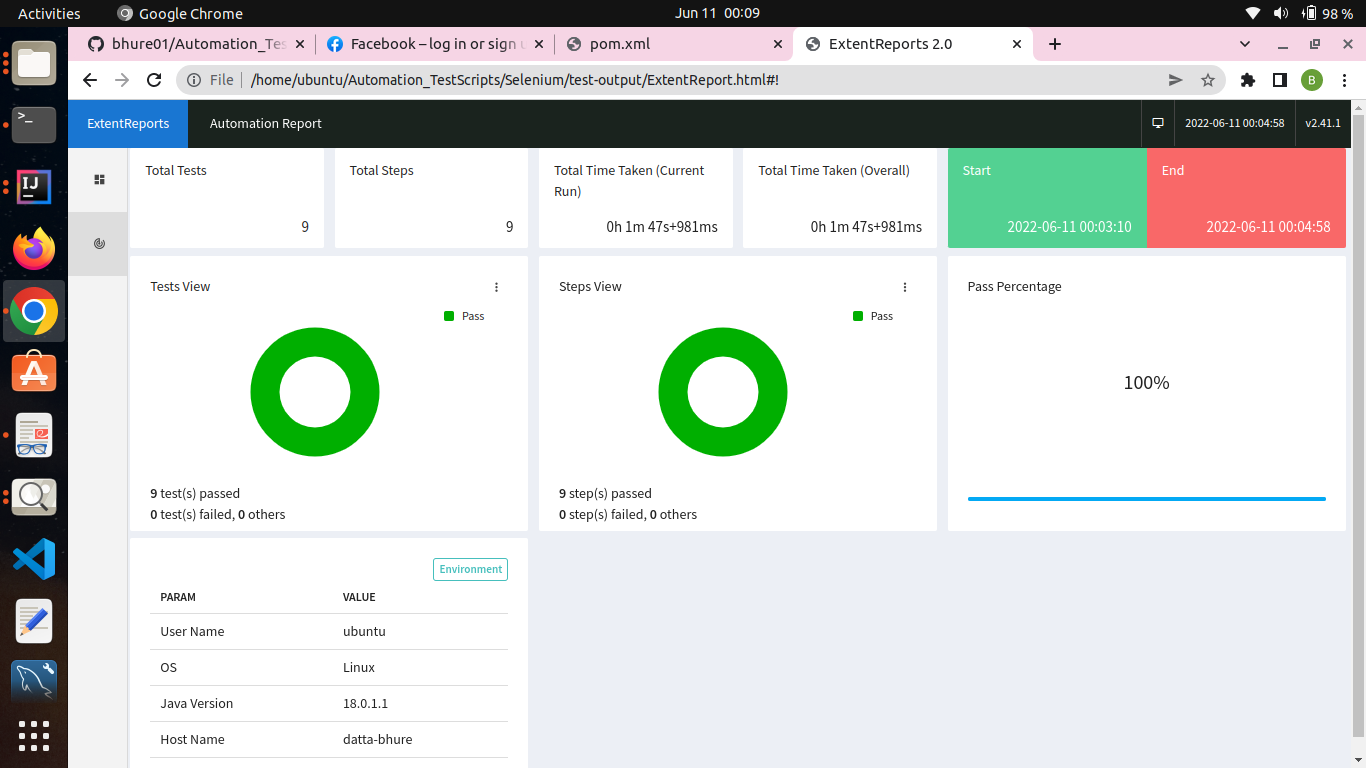 Activities
Google Chrome
Jun 11 00:09
98 %
bhure01/Automation_Tes
Facebook – log in or sign u
pom.xml
ExtentReports 2.0
File
/home/ubuntu/Automation_TestScripts/Selenium/test-output/ExtentReport.html#!
B
ExtentReports
Automation Report
2022-06-11 00:04:58
v2.41.1
Total Tests
9
Total Steps
9
Total Time Taken (Current
Run)
0h 1m 47s+981ms
Total Time Taken (Overall)
0h 1m 47s+981ms
Start
2022-06-11 00:03:10
End
2022-06-11 00:04:58
Tests View
Pass
9 test(s) passed
0 test(s) failed, 0 others
Steps View
Pass
9 step(s) passed
0 step(s) failed, 0 others
Pass Percentage
100%
Environment
PARAM VALUE
User Name ubuntu
OS Linux
Java Version 18.0.1.1
Host Name datta-bhure
>_
IJ